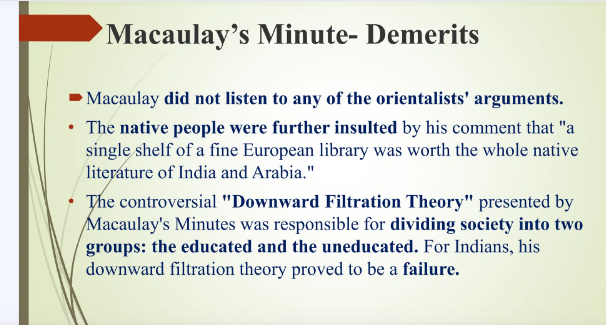 Macaulay's Minute- Demerits
Macaulay did not listen to any of the orientalists' arguments.
The native people were further insulted by his comment that "a
single shelf of a fine European library was worth the whole native
literature of India and Arabia."
The controversial "Downward Filtration Theory" presented by
Macaulay's Minutes was responsible for dividing society into two
groups: the educated and the uneducated. For Indians, his
downward filtration theory proved to be a failure.